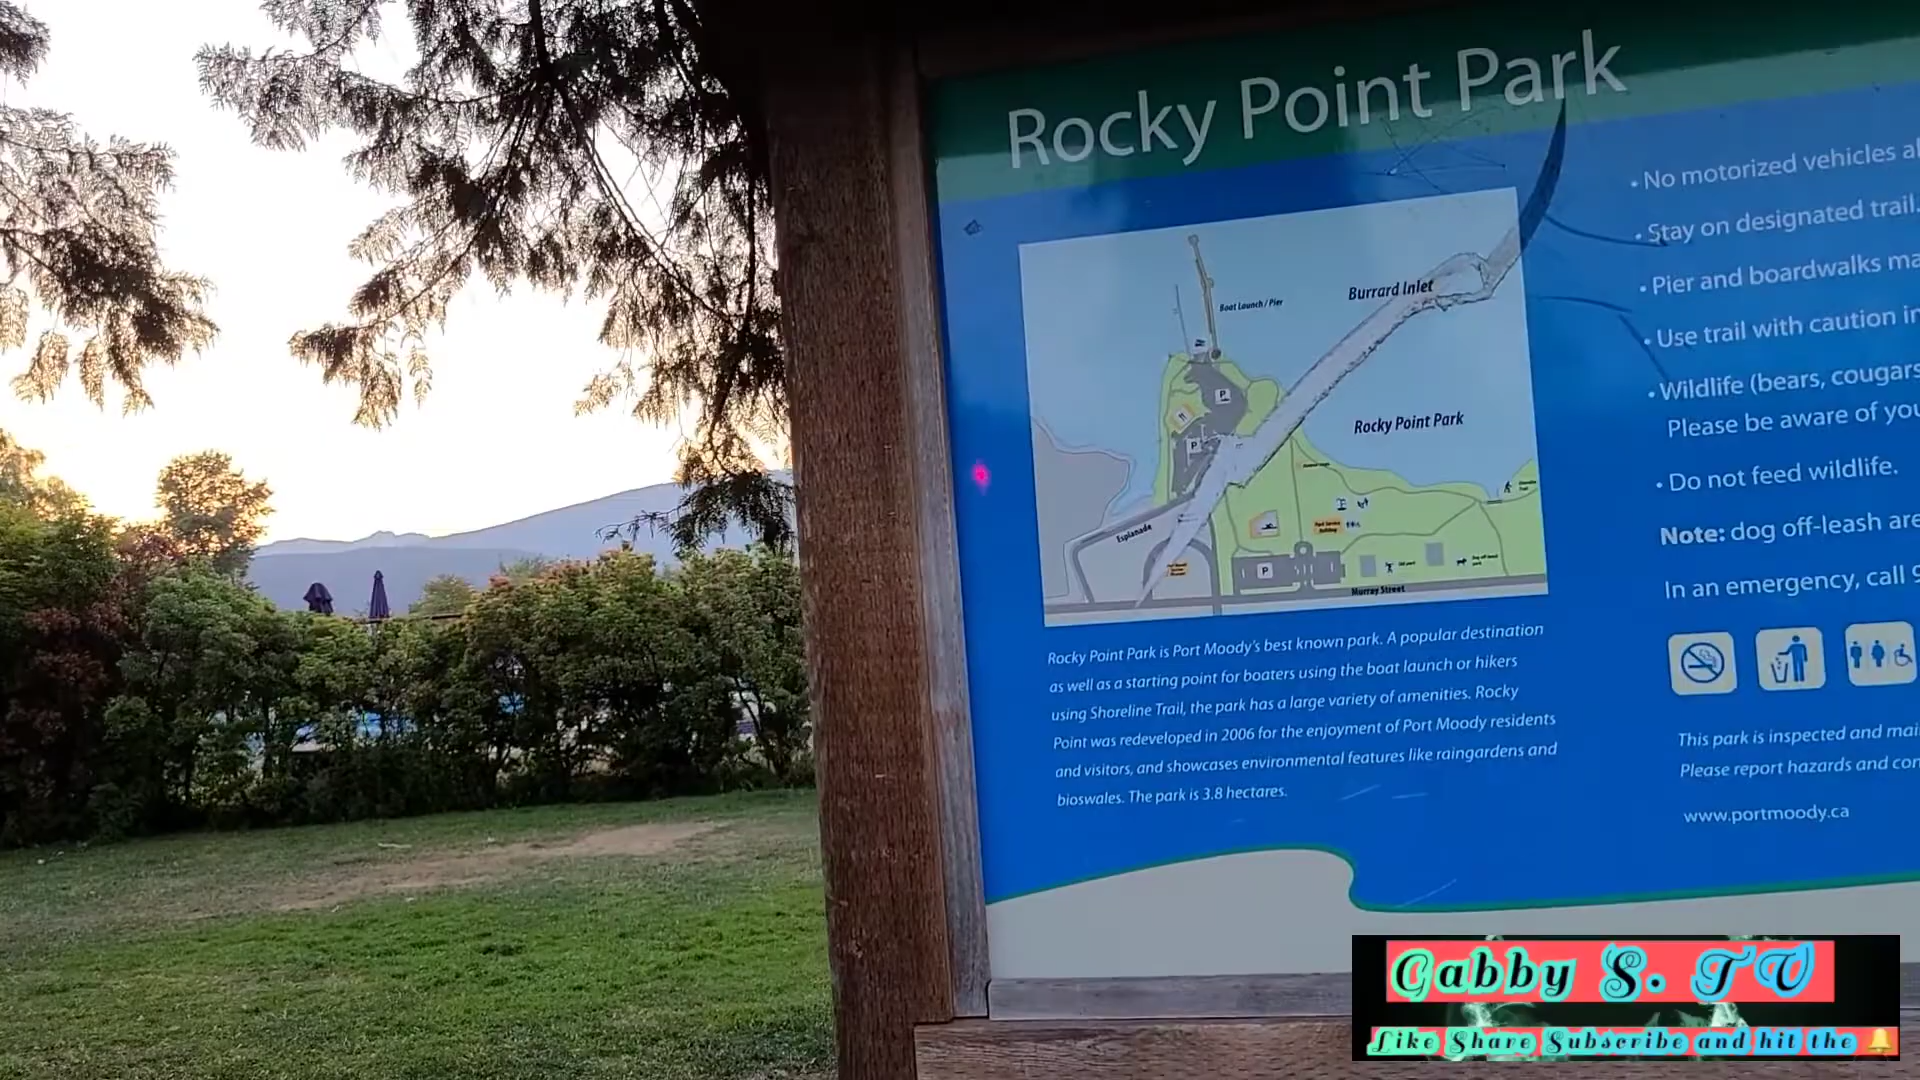 Rocky Point Park
Boat Launch / Pier
Burrard Inlet
Rocky Point Park
P
P
Esplanade
P
Murray Street
Rocky Point Park is Port Moody's best known park. A popular destination
as well as a starting point for boaters using the boat launch or hikers
using Shoreline Trail, the park has a large variety of amenities. Rocky
Point was redeveloped in 2006 for the enjoyment of Port Moody residents
and visitors, and showcases environmental features like raingardens and
bioswales. The park is 3.8 hectares.
• No motorized vehicles al
• Stay on designated trail.
• Pier and boardwalks ma
• Use trail with caution in
• Wildlife (bears, cougars
Please be aware of you
• Do not feed wildlife.
Note: dog off-leash are
In an emergency, call 9
This park is inspected and mai
Please report hazards and con
www.portmoody.ca
Gabby S. TV
Like Share Subscribe and hit the 🔔